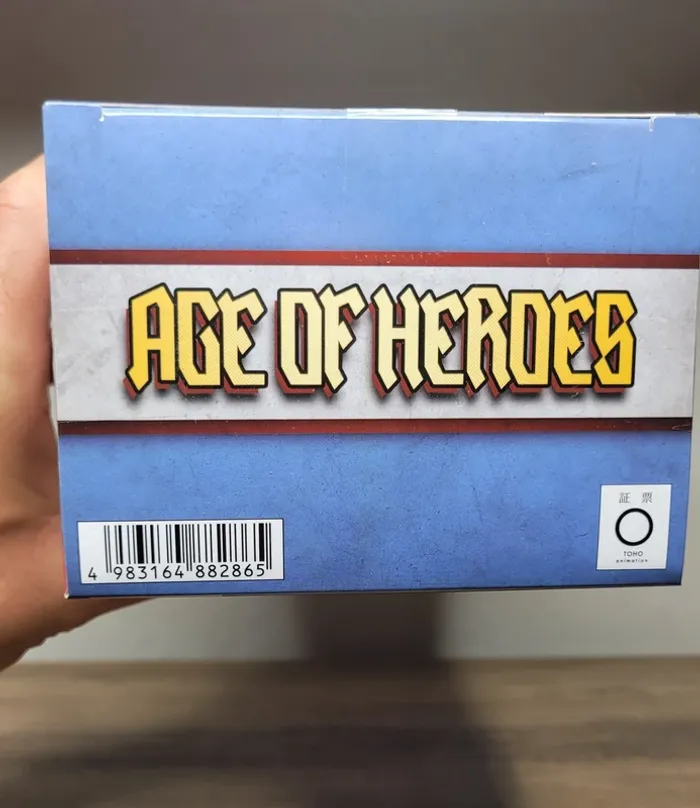 AGE OF HEROES
4 983164 882865
証 票
TOHO
animation